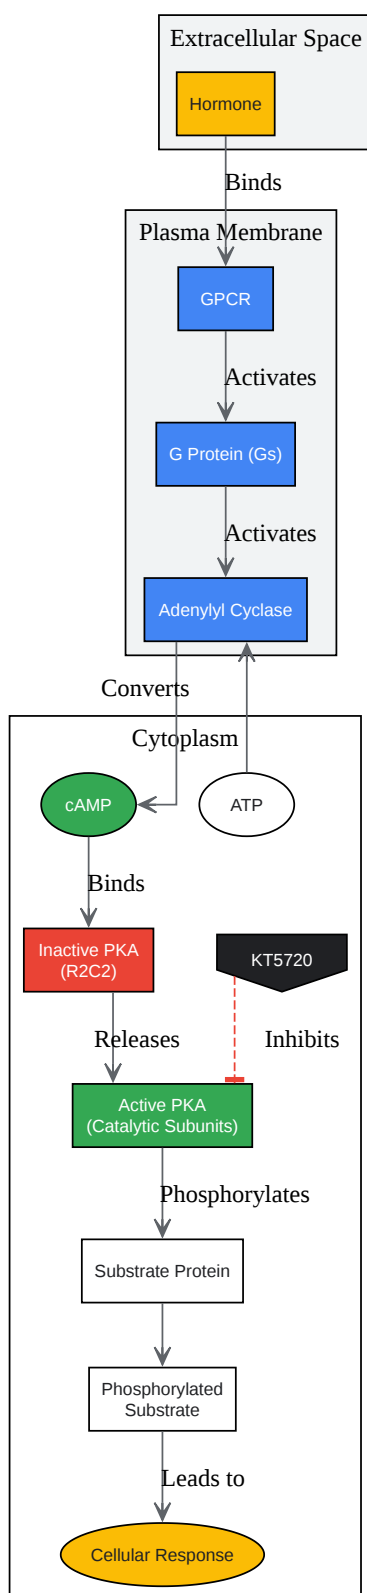 Extracellular Space
Hormone
Binds
Plasma Membrane
GPCR
Activates
G Protein (Gs)
Activates
Adenylyl Cyclase
Converts
Cytoplasm
cAMP
ATP
Binds
Inactive PKA
(R2C2)
KT5720
Releases
Inhibits
Active PKA
(Catalytic Subunits)
Phosphorylates
Substrate Protein
Phosphorylated
Substrate
Leads to
Cellular Response